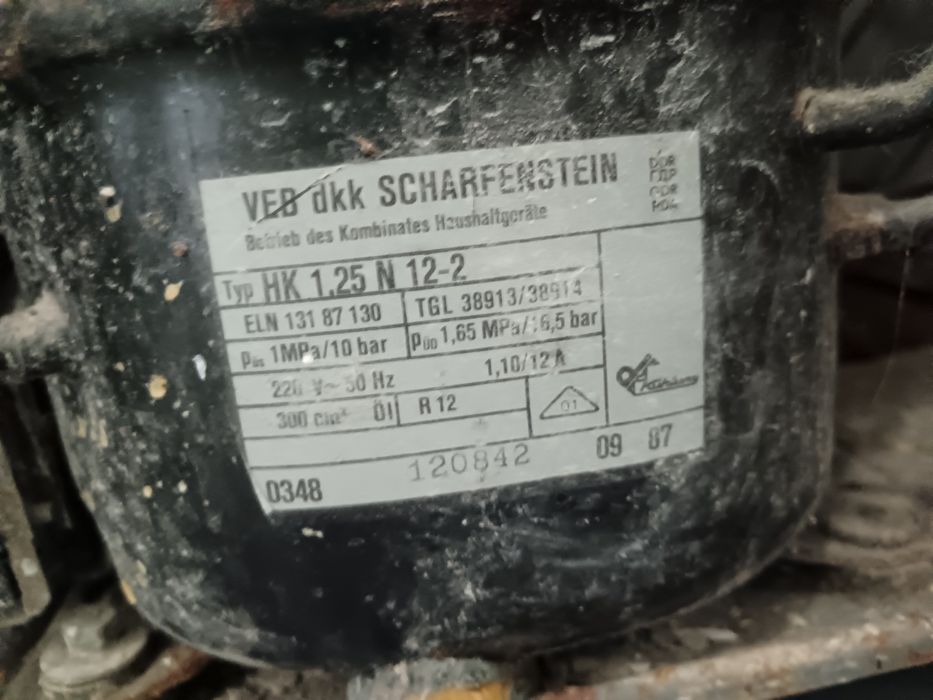 VEB dkk SCHARFENSTEIN
DDR
ГДР
GDR
RDA
Betrieb des Kombinates Haushaltgeräte
Typ HK 1,25 N 12-2
ELN 131 87 130 TGL 38913/38914
Püs 1MPa/10 bar Püd 1,65 MPa/16,5 bar
220 V~ 50 Hz 1,10/12 A
300 cm³ Öl R 12
01
0348 120842 09 87